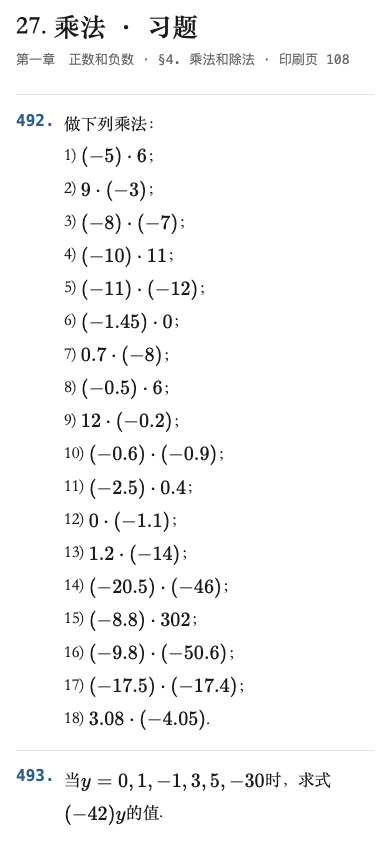 27. 乘法 · 习题
第一章 正数和负数 · §4. 乘法和除法 · 印刷页 108
492. 做下列乘法:
1) (−5) · 6;
2) 9 · (−3);
3) (−8) · (−7);
4) (−10) · 11;
5) (−11) · (−12);
6) (−1.45) · 0;
7) 0.7 · (−8);
8) (−0.5) · 6;
9) 12 · (−0.2);
10) (−0.6) · (−0.9);
11) (−2.5) · 0.4;
12) 0 · (−1.1);
13) 1.2 · (−14);
14) (−20.5) · (−46);
15) (−8.8) · 302;
16) (−9.8) · (−50.6);
17) (−17.5) · (−17.4);
18) 3.08 · (−4.05).
493. 当y = 0, 1, −1, 3, 5, −30时, 求式
(−42)y的值.